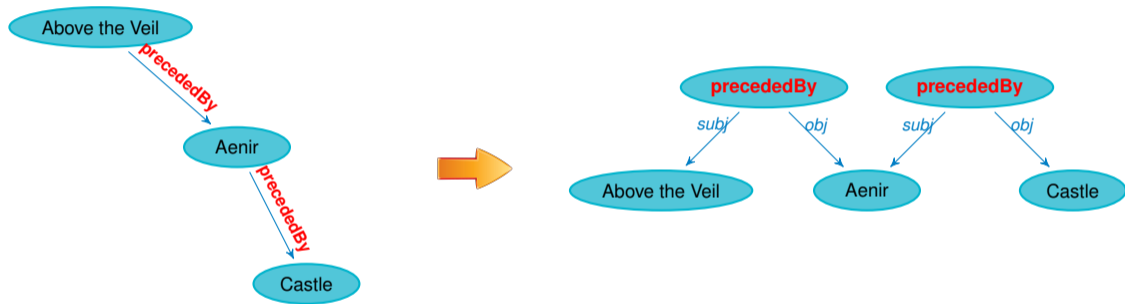 Above the Veil
precededBy
Aenir
precededBy
Castle
precededBy precededBy
subj obj subj obj
Above the Veil Aenir Castle